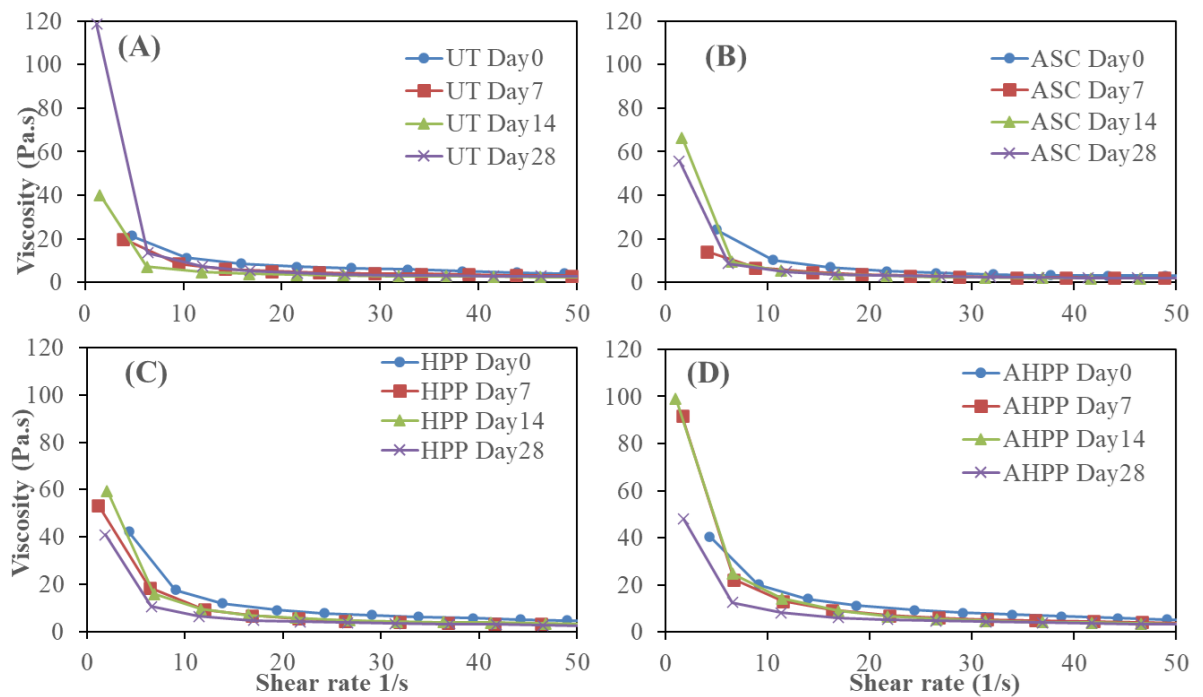 120
100
80
60
40
20
0
Viscosity (Pa.s)
(A)
UT Day0
UT Day7
UT Day14
UT Day28
0 10 20 30 40 50
120
100
80
60
40
20
0
(B)
ASC Day0
ASC Day7
ASC Day14
ASC Day28
0 10 20 30 40 50
120
100
80
60
40
20
0
Viscosity (Pa.s)
(C)
HPP Day0
HPP Day7
HPP Day14
HPP Day28
0 10 20 30 40 50
Shear rate 1/s
120
100
80
60
40
20
0
(D)
AHPP Day0
AHPP Day7
AHPP Day14
AHPP Day28
0 10 20 30 40 50
Shear rate (1/s)